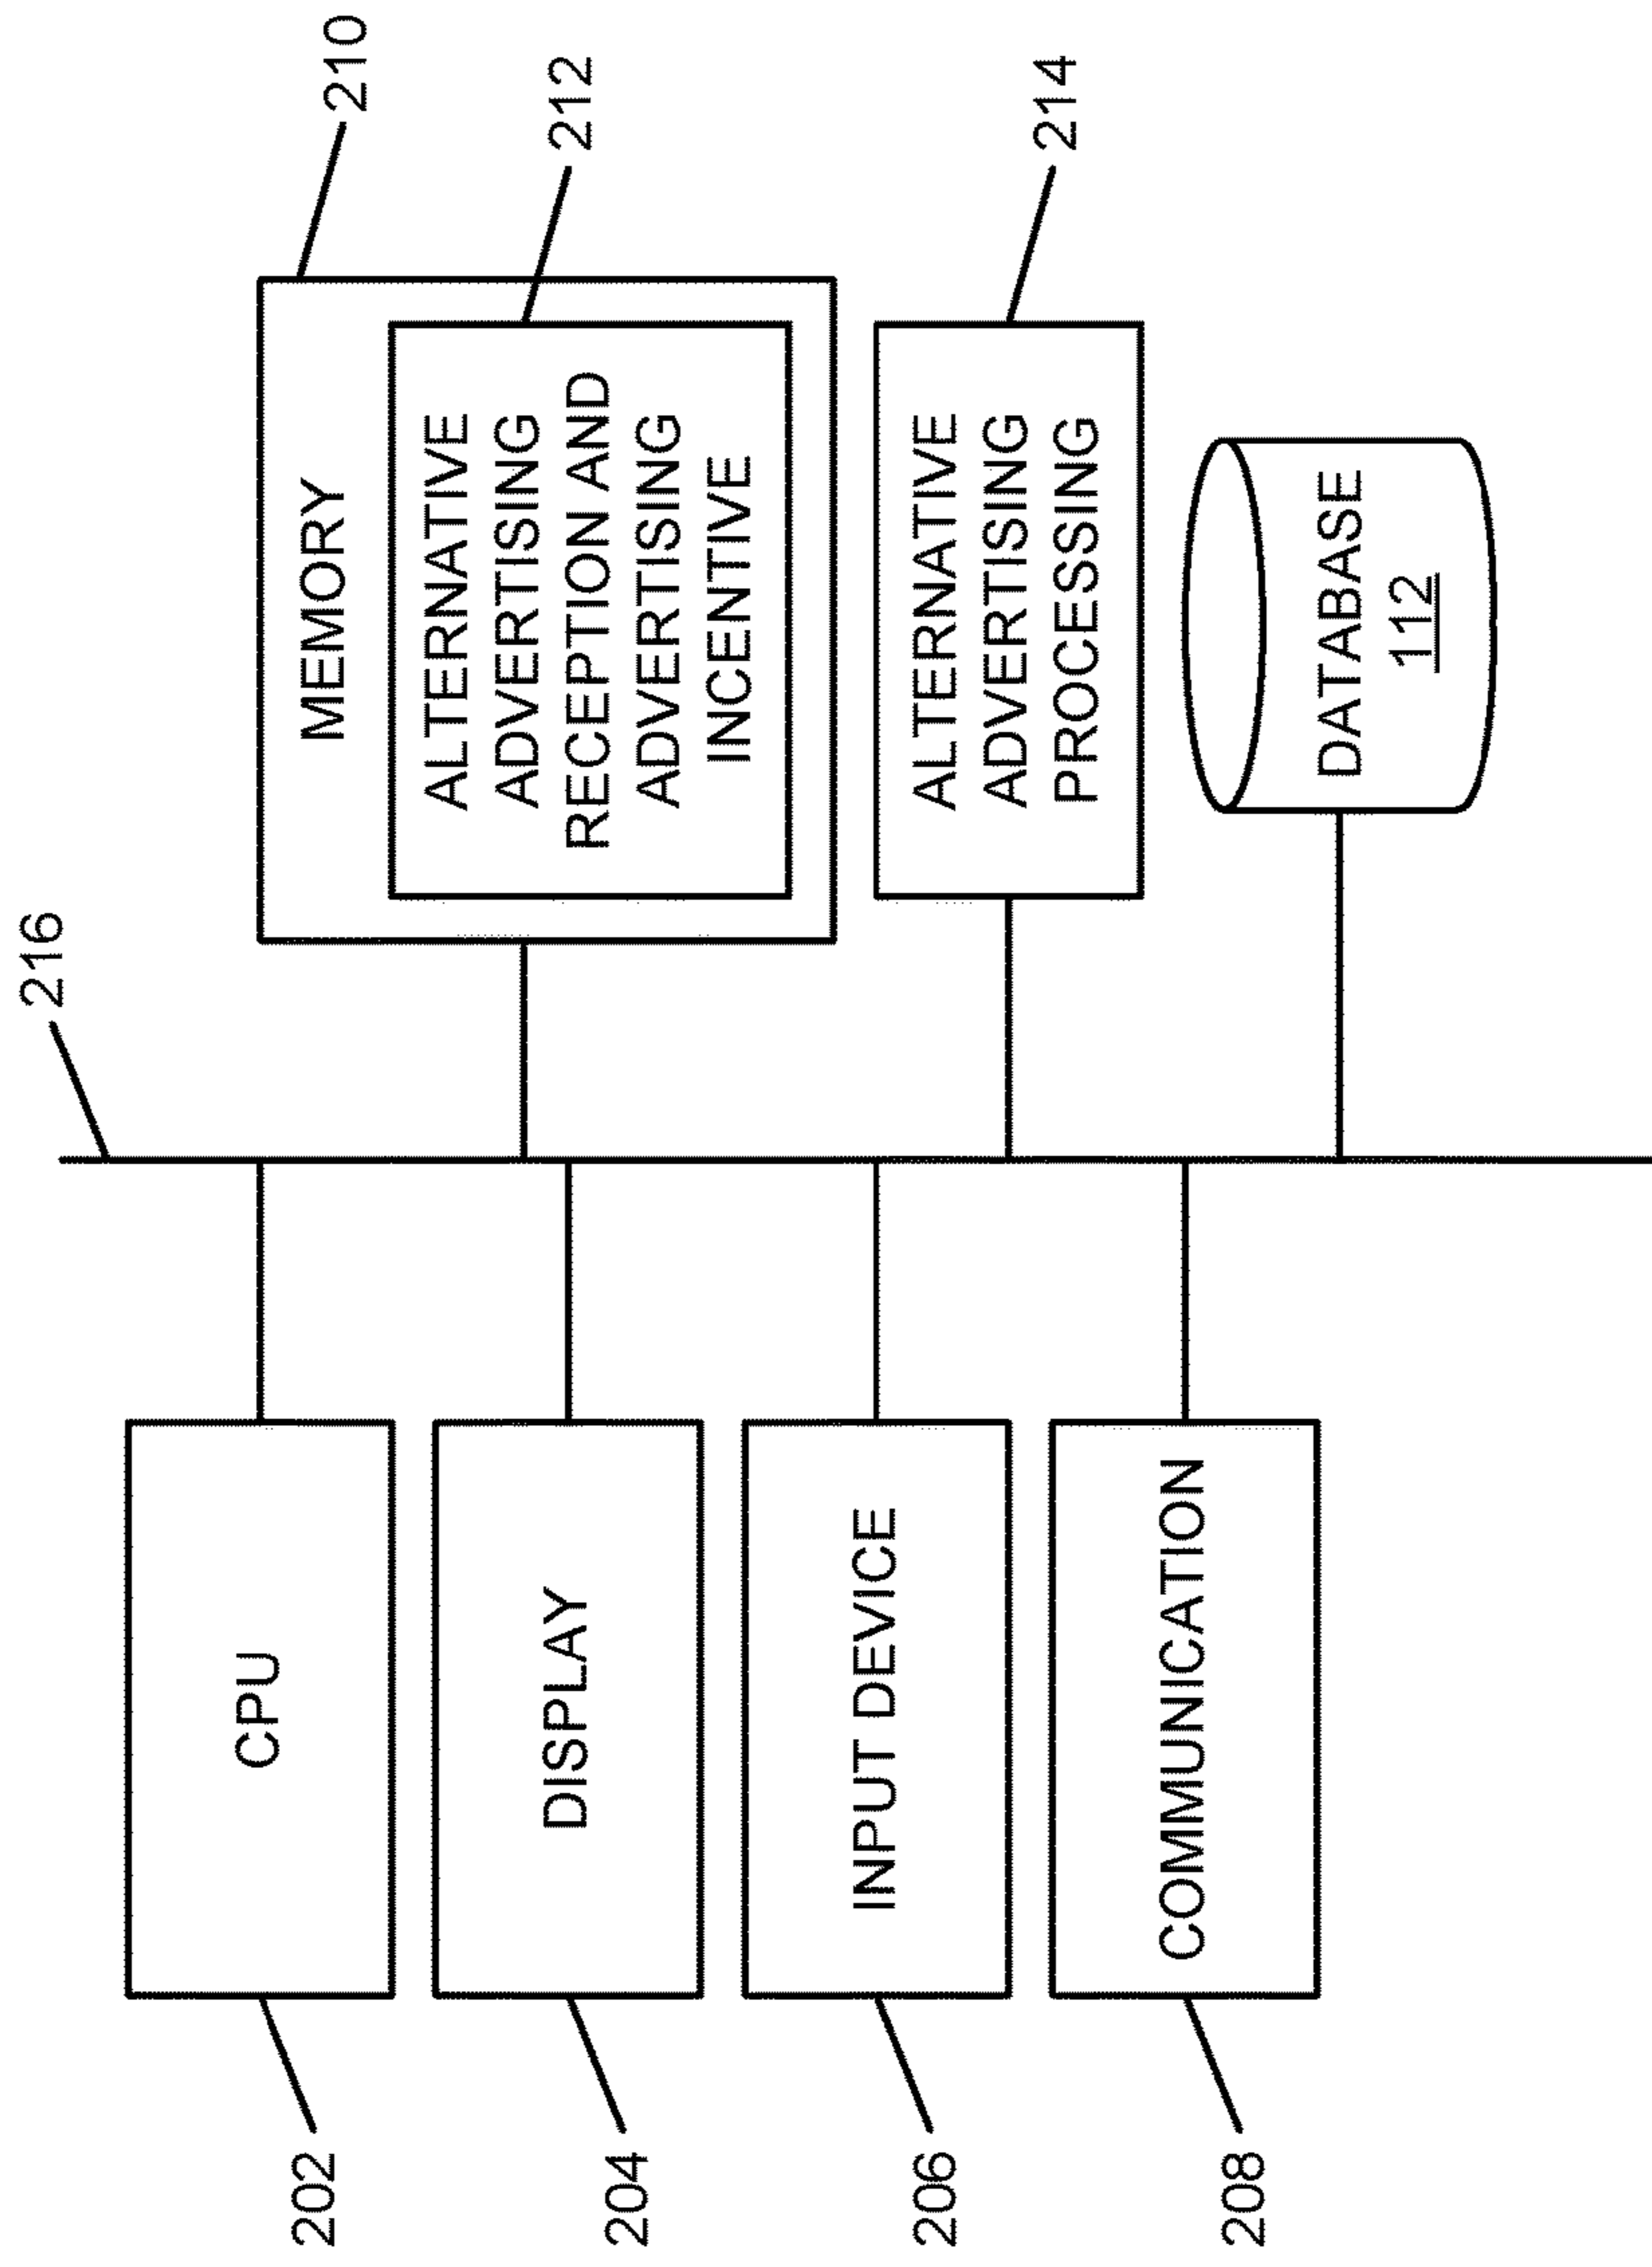 216
202
CPU
204
DISPLAY
206
INPUT DEVICE
208
COMMUNICATION
MEMORY
210
ALTERNATIVE
ADVERTISING
RECEPTION AND
ADVERTISING
INCENTIVE
212
ALTERNATIVE
ADVERTISING
PROCESSING
214
DATABASE
112